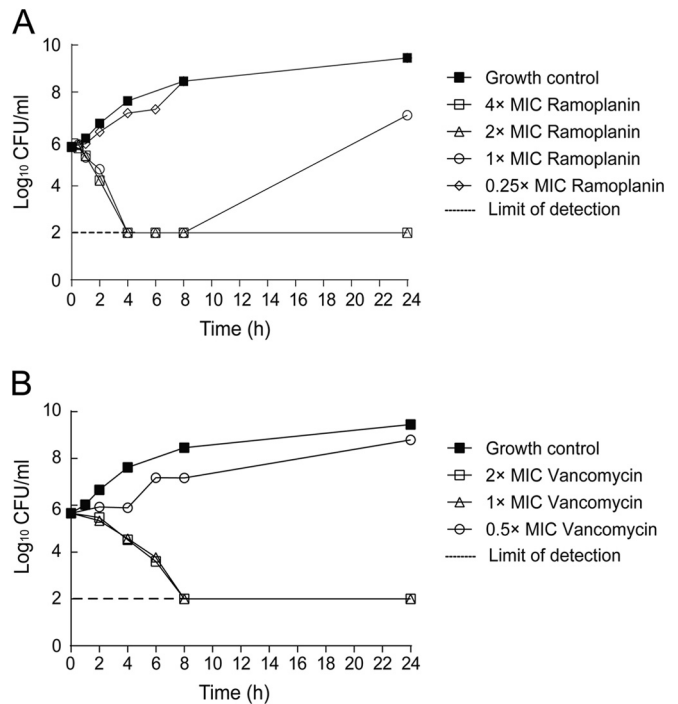 A
10
8
6
4
2
0
Log10 CFU/ml
0 2 4 6 8 10 12 14 16 18 20 22 24
Time (h)
Growth control
4× MIC Ramoplanin
2× MIC Ramoplanin
1× MIC Ramoplanin
0.25× MIC Ramoplanin
Limit of detection
B
10
8
6
4
2
0
Log10 CFU/ml
0 2 4 6 8 10 12 14 16 18 20 22 24
Time (h)
Growth control
2× MIC Vancomycin
1× MIC Vancomycin
0.5× MIC Vancomycin
Limit of detection